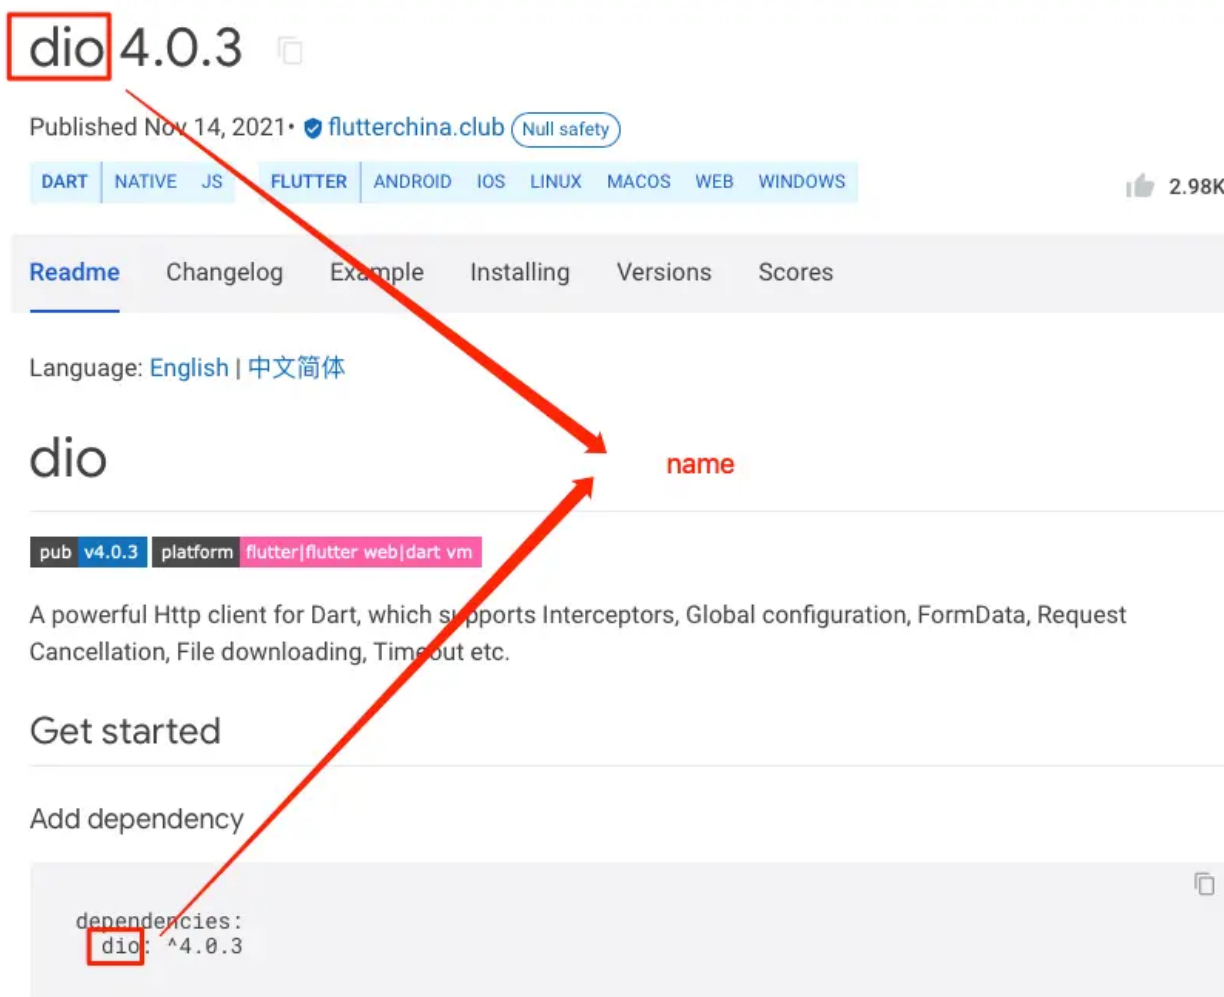 dio 4.0.3
Published Nov 14, 2021• flutterchina.club Null safety
DART NATIVE JS FLUTTER ANDROID IOS LINUX MACOS WEB WINDOWS
2.98K
Readme Changelog Example Installing Versions Scores
Language: English | 中文简体
dio
name
pub v4.0.3 platform flutter|flutter web|dart vm
A powerful Http client for Dart, which supports Interceptors, Global configuration, FormData, Request
Cancellation, File downloading, Timeout etc.
Get started
Add dependency
dependencies:
dio: ^4.0.3